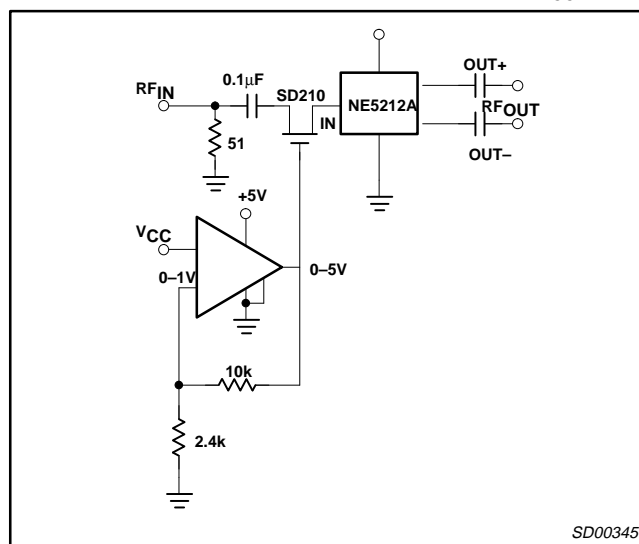 OUT+
0.1µF
RFIN
SD210
NE5212A
RFOUT
IN
51
OUT–
+5V
VCC
0–1V
0–5V
10k
2.4k
SD00345